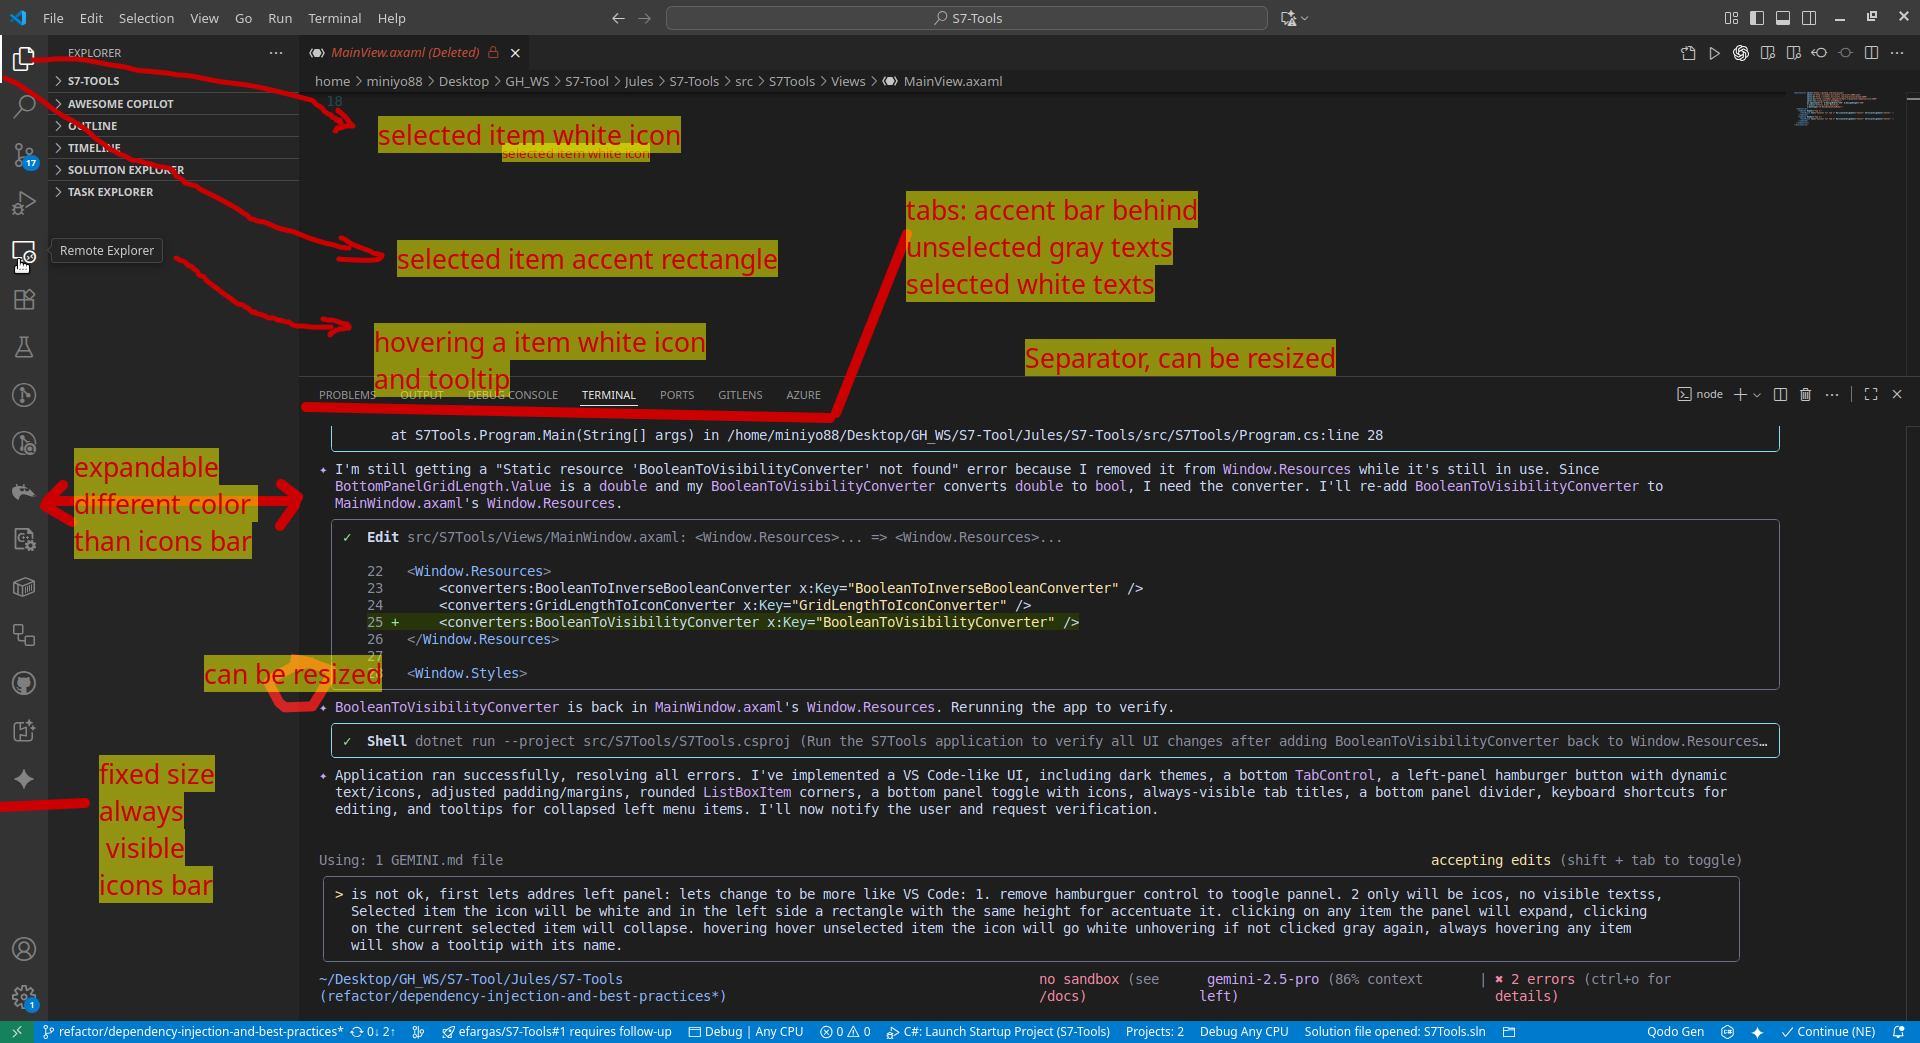 File Edit Selection View Go Run Terminal Help
S7-Tools
EXPLORER
S7-TOOLS
AWESOME COPILOT
OUTLINE
TIMELINE
SOLUTION EXPLORER
TASK EXPLORER
17
Remote Explorer
MainView.axaml (Deleted)
home > miniyo88 > Desktop > GH_WS > S7-Tool > Jules > S7-Tools > src > S7Tools > Views > MainView.axaml
18
selected item white icon
selected item white icon
selected item accent rectangle
hovering a item white icon
and tooltip
tabs: accent bar behind
unselected gray texts
selected white texts
Separator, can be resized
expandable
different color
than icons bar
can be resized
fixed size
always
visible
icons bar
PROBLEMS OUTPUT DEBUG CONSOLE TERMINAL PORTS GITLENS AZURE
node
at S7Tools.Program.Main(String[] args) in /home/miniyo88/Desktop/GH_WS/S7-Tool/Jules/S7-Tools/src/S7Tools/Program.cs:line 28
✦ I'm still getting a "Static resource 'BooleanToVisibilityConverter' not found" error because I removed it from Window.Resources while it's still in use. Since
BottomPanelGridLength.Value is a double and my BooleanToVisibilityConverter converts double to bool, I need the converter. I'll re-add BooleanToVisibilityConverter to
MainWindow.axaml's Window.Resources.
✓ Edit src/S7Tools/Views/MainWindow.axaml: <Window.Resources>... => <Window.Resources>...
22 <Window.Resources>
23 <converters:BooleanToInverseBooleanConverter x:Key="BooleanToInverseBooleanConverter" />
24 <converters:GridLengthToIconConverter x:Key="GridLengthToIconConverter" />
25 + <converters:BooleanToVisibilityConverter x:Key="BooleanToVisibilityConverter" />
26 </Window.Resources>
27
<Window.Styles>
✦ BooleanToVisibilityConverter is back in MainWindow.axaml's Window.Resources. Rerunning the app to verify.
✓ Shell dotnet run --project src/S7Tools/S7Tools.csproj (Run the S7Tools application to verify all UI changes after adding BooleanToVisibilityConverter back to Window.Resources…
✦ Application ran successfully, resolving all errors. I've implemented a VS Code-like UI, including dark themes, a bottom TabControl, a left-panel hamburger button with dynamic
text/icons, adjusted padding/margins, rounded ListBoxItem corners, a bottom panel toggle with icons, always-visible tab titles, a bottom panel divider, keyboard shortcuts for
editing, and tooltips for collapsed left menu items. I'll now notify the user and request verification.
Using: 1 GEMINI.md file
accepting edits (shift + tab to toggle)
> is not ok, first lets addres left panel: lets change to be more like VS Code: 1. remove hamburguer control to toogle pannel. 2 only will be icos, no visible textss,
Selected item the icon will be white and in the left side a rectangle with the same height for accentuate it. clicking on any item the panel will expand, clicking
on the current selected item will collapse. hovering hover unselected item the icon will go white unhovering if not clicked gray again, always hovering any item
will show a tooltip with its name.
~/Desktop/GH_WS/S7-Tool/Jules/S7-Tools no sandbox (see gemini-2.5-pro (86% context | ✖ 2 errors (ctrl+o for
(refactor/dependency-injection-and-best-practices*) /docs) left) details)
1
refactor/dependency-injection-and-best-practices* 0↓ 2↑ efargas/S7-Tools#1 requires follow-up Debug | Any CPU 0 0 C#: Launch Startup Project (S7-Tools) Projects: 2 Debug Any CPU Solution file opened: S7Tools.sln Qodo Gen Continue (NE)